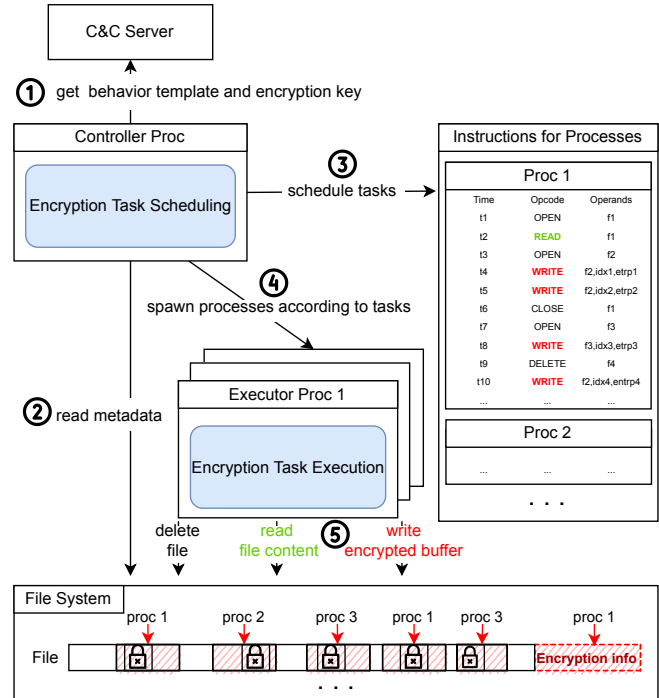 C&C Server
1 get behavior template and encryption key
Controller Proc
Encryption Task Scheduling
3
schedule tasks
Instructions for Processes
Proc 1
Time Opcode Operands
t1 OPEN f1
t2 READ f1
t3 OPEN f2
t4 WRITE f2,idx1,etrp1
t5 WRITE f2,idx2,etrp2
t6 CLOSE f1
t7 OPEN f3
t8 WRITE f3,idx3,etrp3
t9 DELETE f4
t10 WRITE f2,idx4,entrp4
... ... ...
Proc 2
... ... ...
. . .
4
spawn processes according to tasks
2 read metadata
Executor Proc 1
Encryption Task Execution
5
delete
file
read
file content
write
encrypted buffer
File System
proc 1 proc 2 proc 3 proc 1 proc 3 proc 1
File Encryption info
. . .